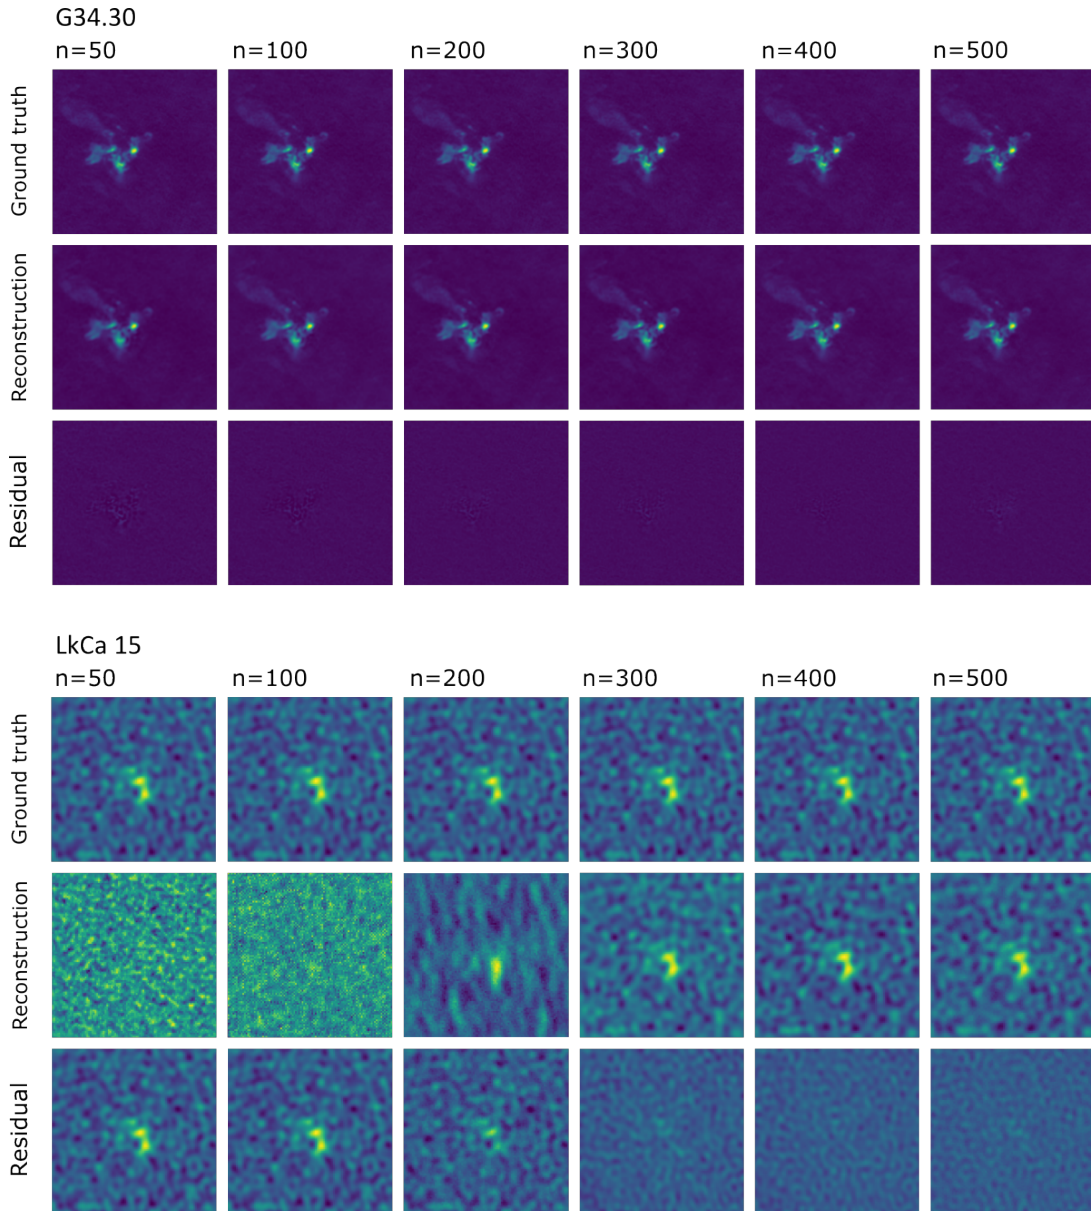 G34.30
n=50 n=100 n=200 n=300 n=400 n=500
Ground truth
Reconstruction
Residual
LkCa 15
n=50 n=100 n=200 n=300 n=400 n=500
Ground truth
Reconstruction
Residual